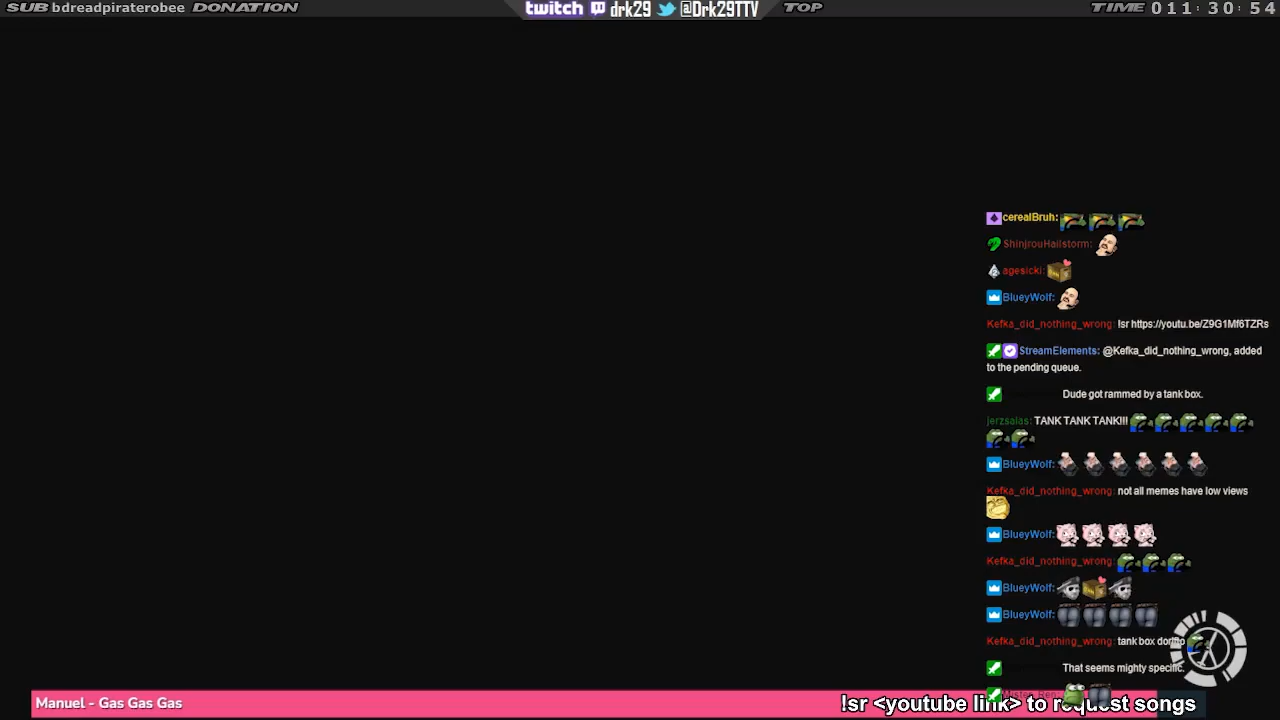 SUB bdreadpiraterobee DONATION
twitch drk29 @Drk29TTV
TOP
TIME 011:30:54
cerealBruh:
ShinjrouHailstorm:
agesicki:
BlueyWolf:
Kefka_did_nothing_wrong: !sr https://youtu.be/Z9G1Mf6TZRs
StreamElements: @Kefka_did_nothing_wrong, added
to the pending queue.
Dude got rammed by a tank box.
jerzsalas: TANK TANK TANK!!!
BlueyWolf:
Kefka_did_nothing_wrong: not all memes have low views
BlueyWolf:
Kefka_did_nothing_wrong:
BlueyWolf:
BlueyWolf:
Kefka_did_nothing_wrong: tank box dorifto
That seems mighty specific.
Manuel - Gas Gas Gas
!sr <youtube link> to request songs